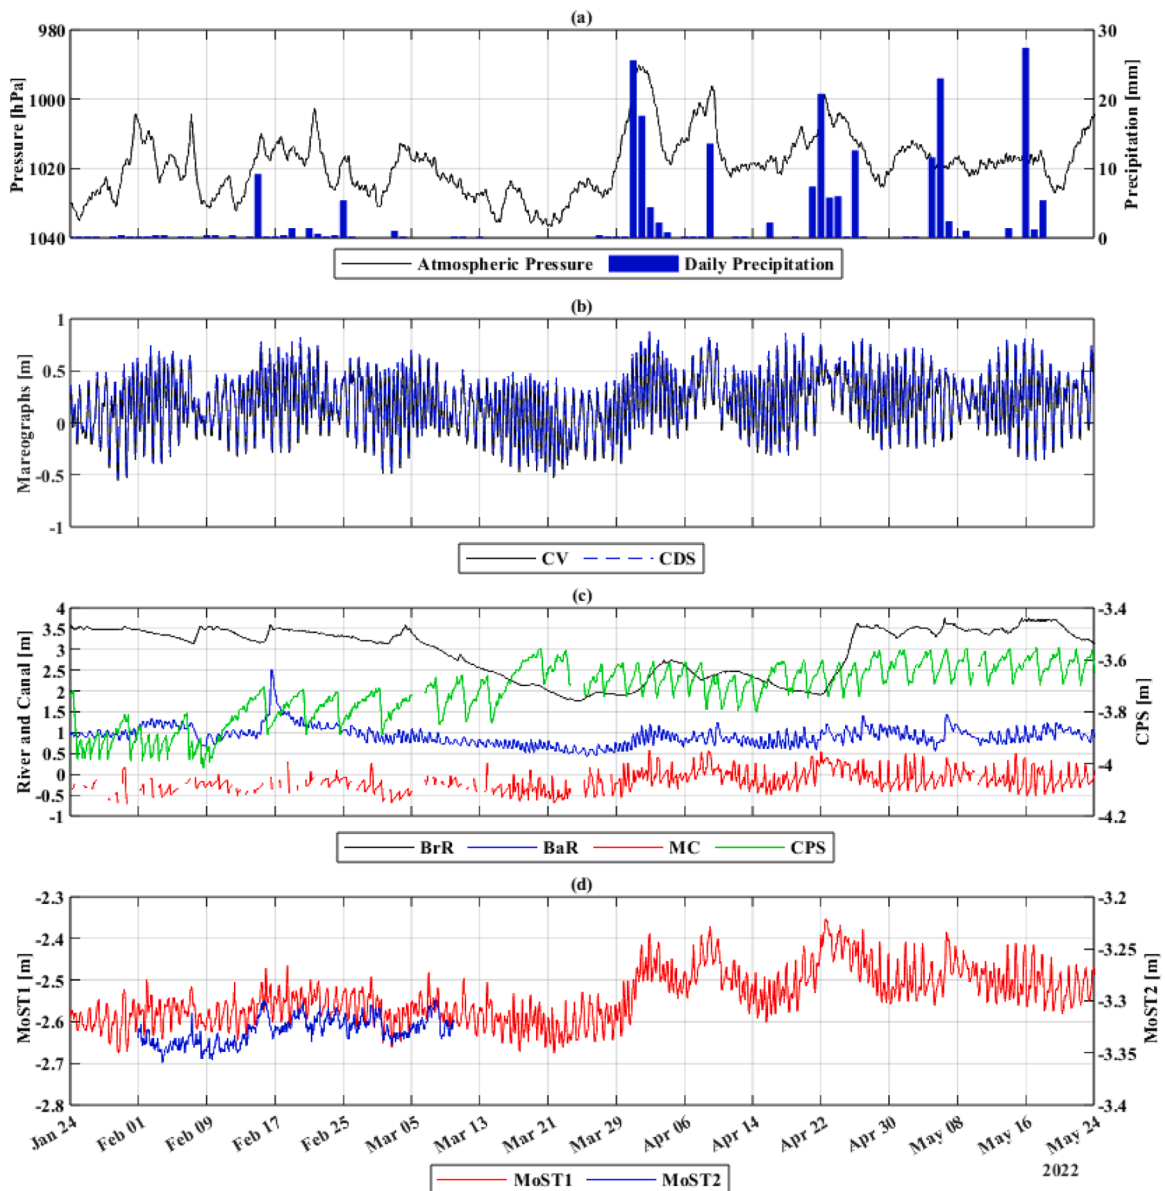 (a)
980
1000
1020
1040
Pressure [hPa]
30
20
10
0
Precipitation [mm]
Atmospheric Pressure Daily Precipitation
(b)
1
0.5
0
-0.5
-1
Mareographs [m]
CV CDS
(c)
4
3.5
3
2.5
2
1.5
1
0.5
0
-0.5
-1
River and Canal [m]
-3.4
-3.6
-3.8
-4
-4.2
CPS [m]
BrR BaR MC CPS
(d)
-2.3
-2.4
-2.5
-2.6
-2.7
-2.8
MoST1 [m]
-3.2
-3.25
-3.3
-3.35
-3.4
MoST2 [m]
Jan 24 Feb 01 Feb 09 Feb 17 Feb 25 Mar 05 Mar 13 Mar 21 Mar 29 Apr 06 Apr 14 Apr 22 Apr 30 May 08 May 16 May 24
2022
MoST1 MoST2